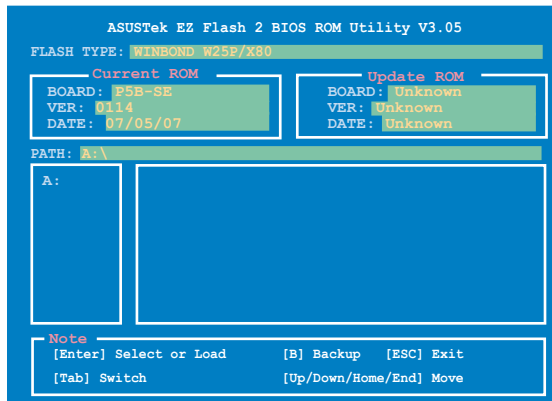 ASUSTek EZ Flash 2 BIOS ROM Utility V3.05
FLASH TYPE: WINBOND W25P/X80
Current ROM
BOARD: P5B-SE
VER: 0114
DATE: 07/05/07
Update ROM
BOARD: Unknown
VER: Unknown
DATE: Unknown
PATH: A:\
A:
Note
[Enter] Select or Load [B] Backup [ESC] Exit
[Tab] Switch [Up/Down/Home/End] Move